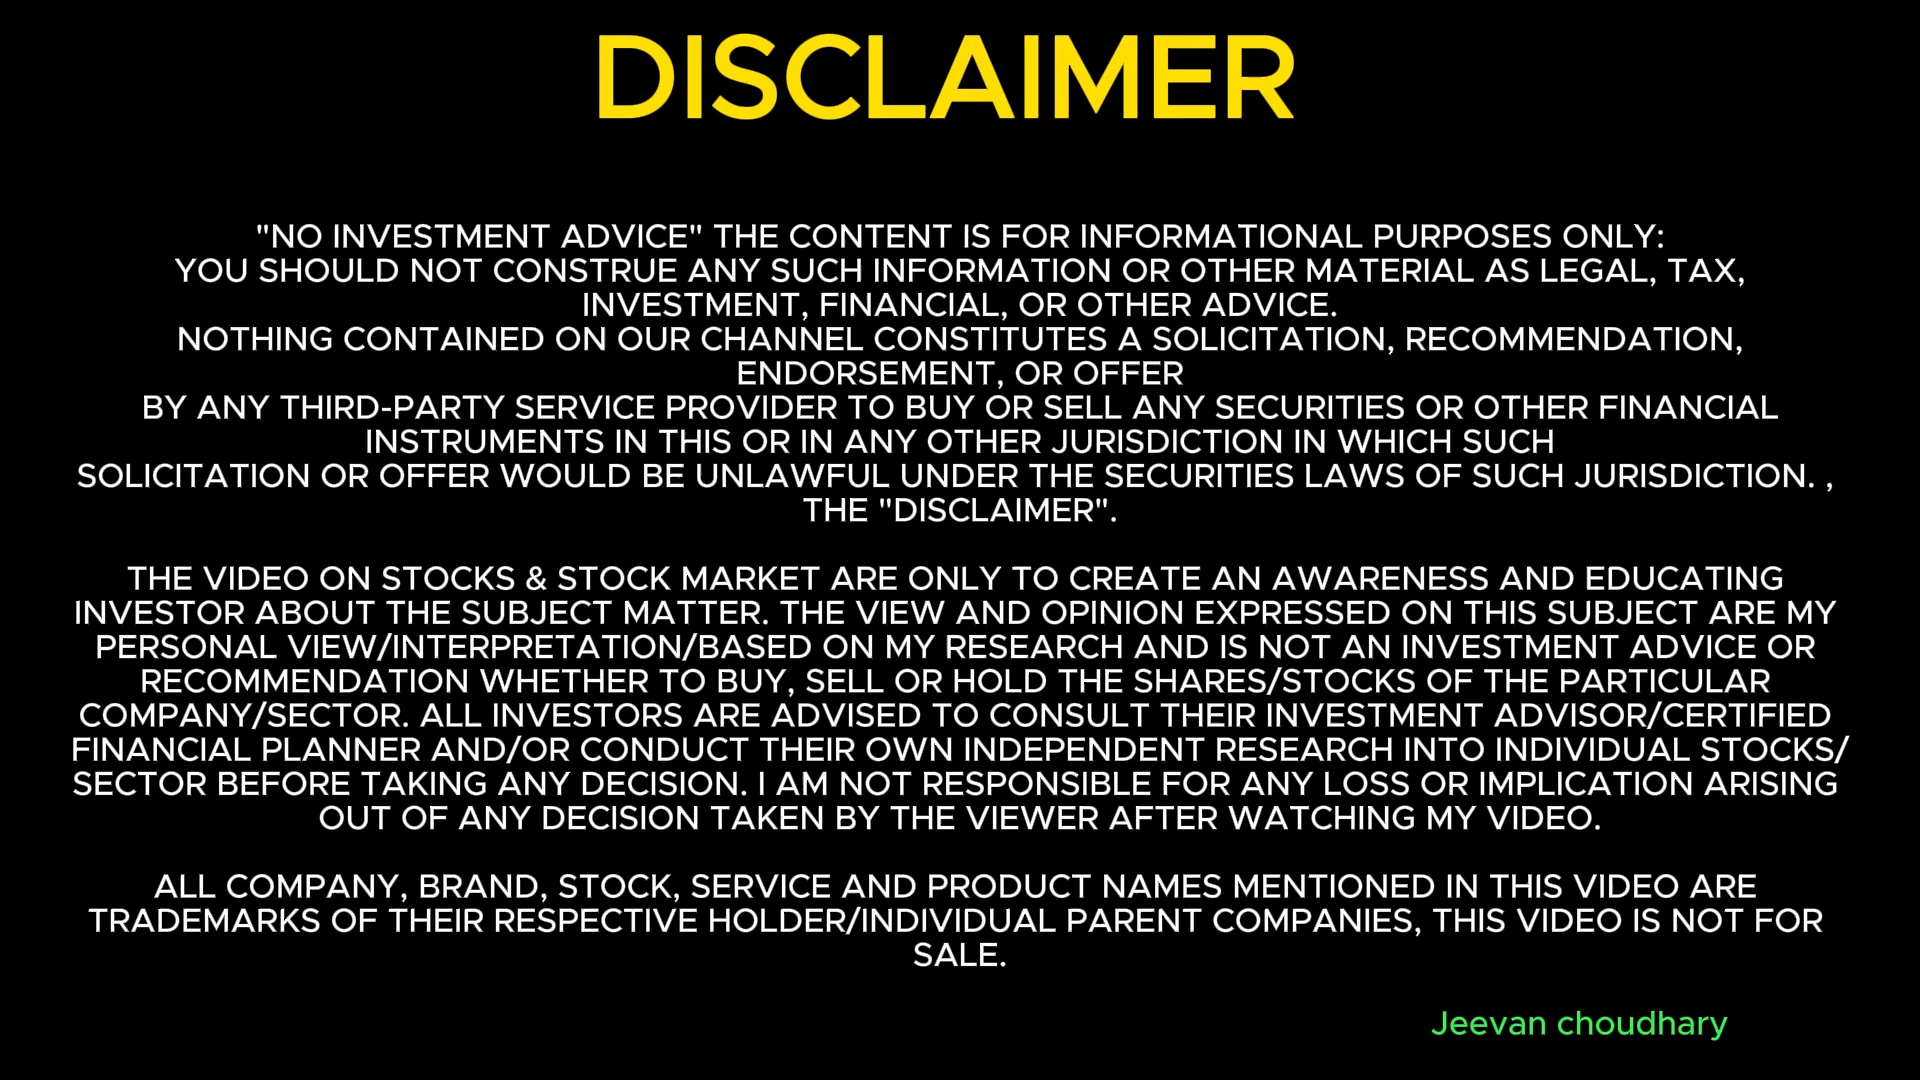 DISCLAIMER
"NO INVESTMENT ADVICE" THE CONTENT IS FOR INFORMATIONAL PURPOSES ONLY:
YOU SHOULD NOT CONSTRUE ANY SUCH INFORMATION OR OTHER MATERIAL AS LEGAL, TAX,
INVESTMENT, FINANCIAL, OR OTHER ADVICE.
NOTHING CONTAINED ON OUR CHANNEL CONSTITUTES A SOLICITATION, RECOMMENDATION,
ENDORSEMENT, OR OFFER
BY ANY THIRD-PARTY SERVICE PROVIDER TO BUY OR SELL ANY SECURITIES OR OTHER FINANCIAL
INSTRUMENTS IN THIS OR IN ANY OTHER JURISDICTION IN WHICH SUCH
SOLICITATION OR OFFER WOULD BE UNLAWFUL UNDER THE SECURITIES LAWS OF SUCH JURISDICTION. ,
THE "DISCLAIMER".
THE VIDEO ON STOCKS & STOCK MARKET ARE ONLY TO CREATE AN AWARENESS AND EDUCATING
INVESTOR ABOUT THE SUBJECT MATTER. THE VIEW AND OPINION EXPRESSED ON THIS SUBJECT ARE MY
PERSONAL VIEW/INTERPRETATION/BASED ON MY RESEARCH AND IS NOT AN INVESTMENT ADVICE OR
RECOMMENDATION WHETHER TO BUY, SELL OR HOLD THE SHARES/STOCKS OF THE PARTICULAR
COMPANY/SECTOR. ALL INVESTORS ARE ADVISED TO CONSULT THEIR INVESTMENT ADVISOR/CERTIFIED
FINANCIAL PLANNER AND/OR CONDUCT THEIR OWN INDEPENDENT RESEARCH INTO INDIVIDUAL STOCKS/
SECTOR BEFORE TAKING ANY DECISION. I AM NOT RESPONSIBLE FOR ANY LOSS OR IMPLICATION ARISING
OUT OF ANY DECISION TAKEN BY THE VIEWER AFTER WATCHING MY VIDEO.
ALL COMPANY, BRAND, STOCK, SERVICE AND PRODUCT NAMES MENTIONED IN THIS VIDEO ARE
TRADEMARKS OF THEIR RESPECTIVE HOLDER/INDIVIDUAL PARENT COMPANIES, THIS VIDEO IS NOT FOR
SALE.
Jeevan choudhary